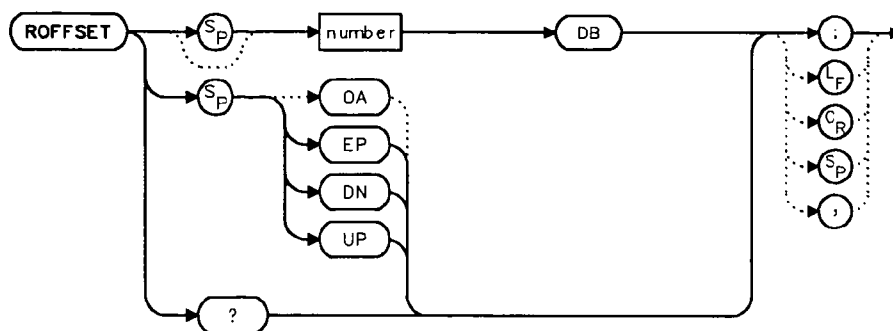 ROFFSET
SP
number
DB
;
LF
CR
SP
,
SP
OA
EP
DN
UP
?